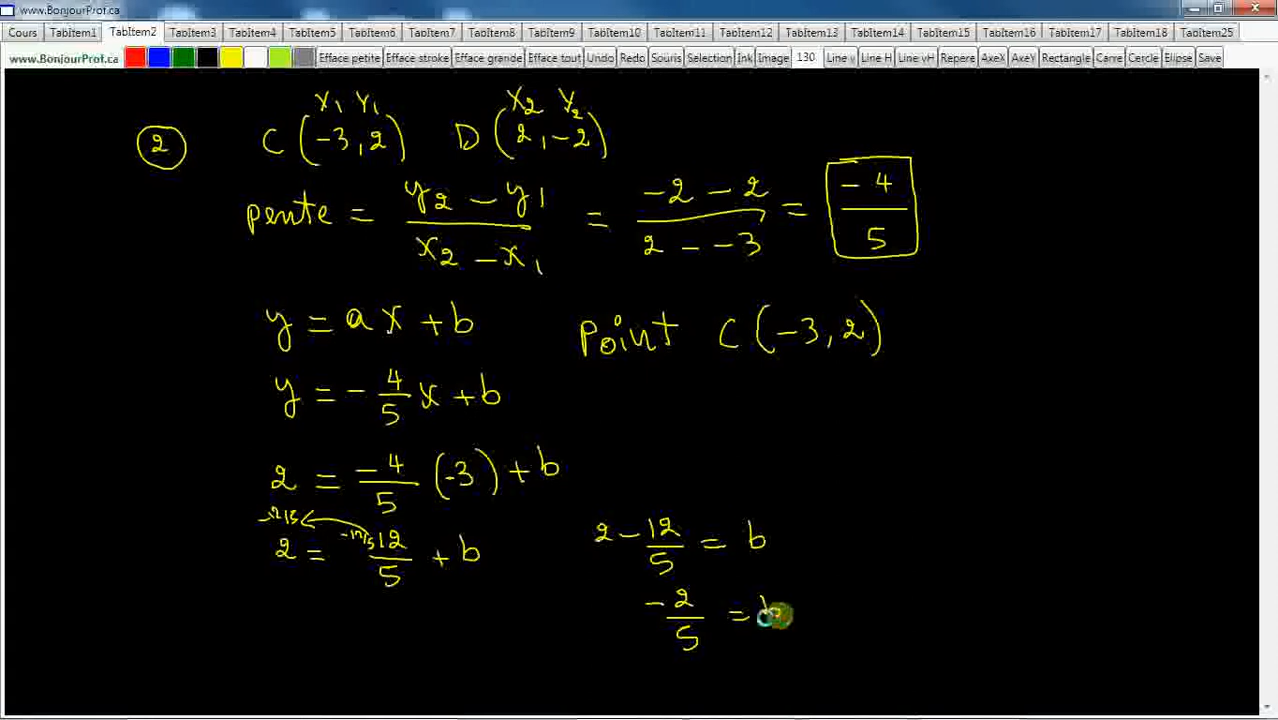 www.BonjourProf.ca
Cours TabItem1 TabItem2 TabItem3 TabItem4 TabItem5 TabItem6 TabItem7 TabItem8 TabItem9 TabItem10 TabItem11 TabItem12 TabItem13 TabItem14 TabItem15 TabItem16 TabItem17 TabItem18 TabItem25
www.BonjourProf.ca Efface petite Efface stroke Efface grande Efface tout Undo Redo Souris Selection Ink Image 130 Line v Line H Line vH Repere AxeX AxeY Rectangle Carre Cercle Elipse Save
x1 y1 x2 y2
2 C (-3, 2) D (2, -2)
pente = y2 - y1 / x2 - x1 = -2 - 2 / 2 - -3 = -4 / 5
y = ax + b Point C (-3, 2)
y = - 4/5 x + b
2 = -4/5 (-3) + b
2 = 12/5 + b 2 - 12/5 = b
-2/5 = b